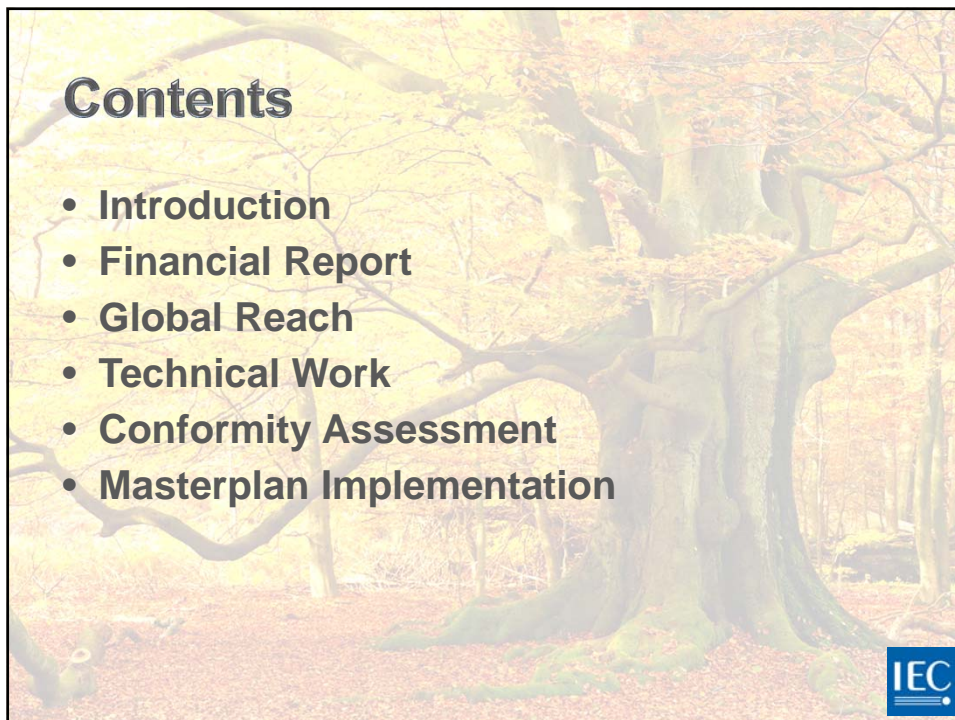 Contents
• Introduction
• Financial Report
• Global Reach
• Technical Work
• Conformity Assessment
• Masterplan Implementation
IEC